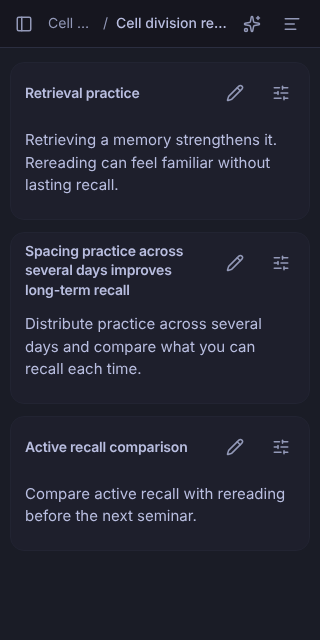 Cell ... / Cell division re...
Retrieval practice
Retrieving a memory strengthens it.
Rereading can feel familiar without
lasting recall.
Spacing practice across
several days improves
long-term recall
Distribute practice across several
days and compare what you can
recall each time.
Active recall comparison
Compare active recall with rereading
before the next seminar.